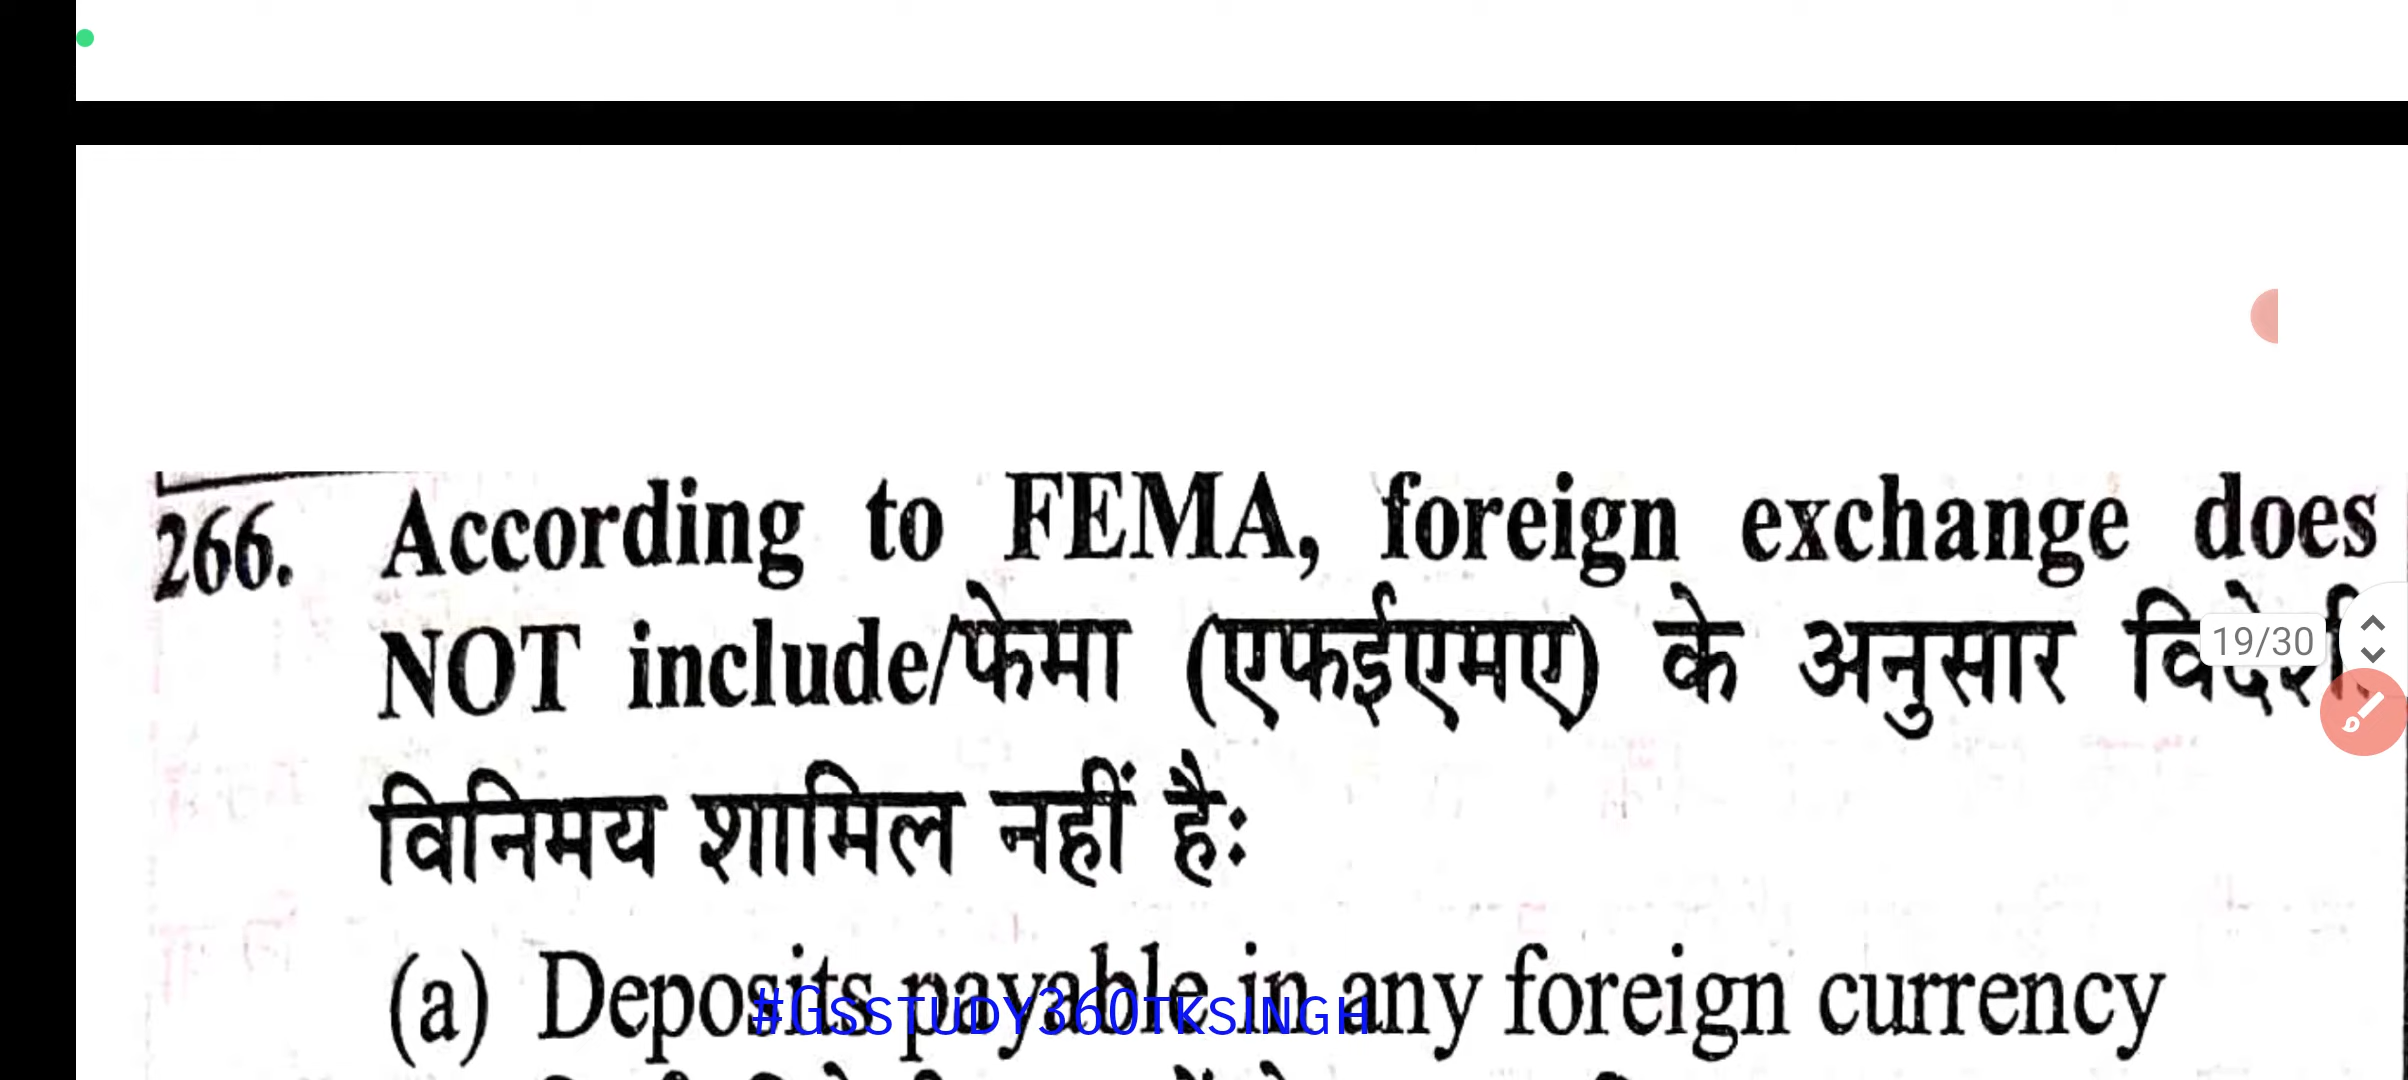 266. According to FEMA, foreign exchange does
NOT include/फेमा (एफईएमए) के अनुसार
19/30
विनिमय शामिल नहीं है:
(a) Deposits payable in any foreign currency
#GSSTUDY360TKSINGH